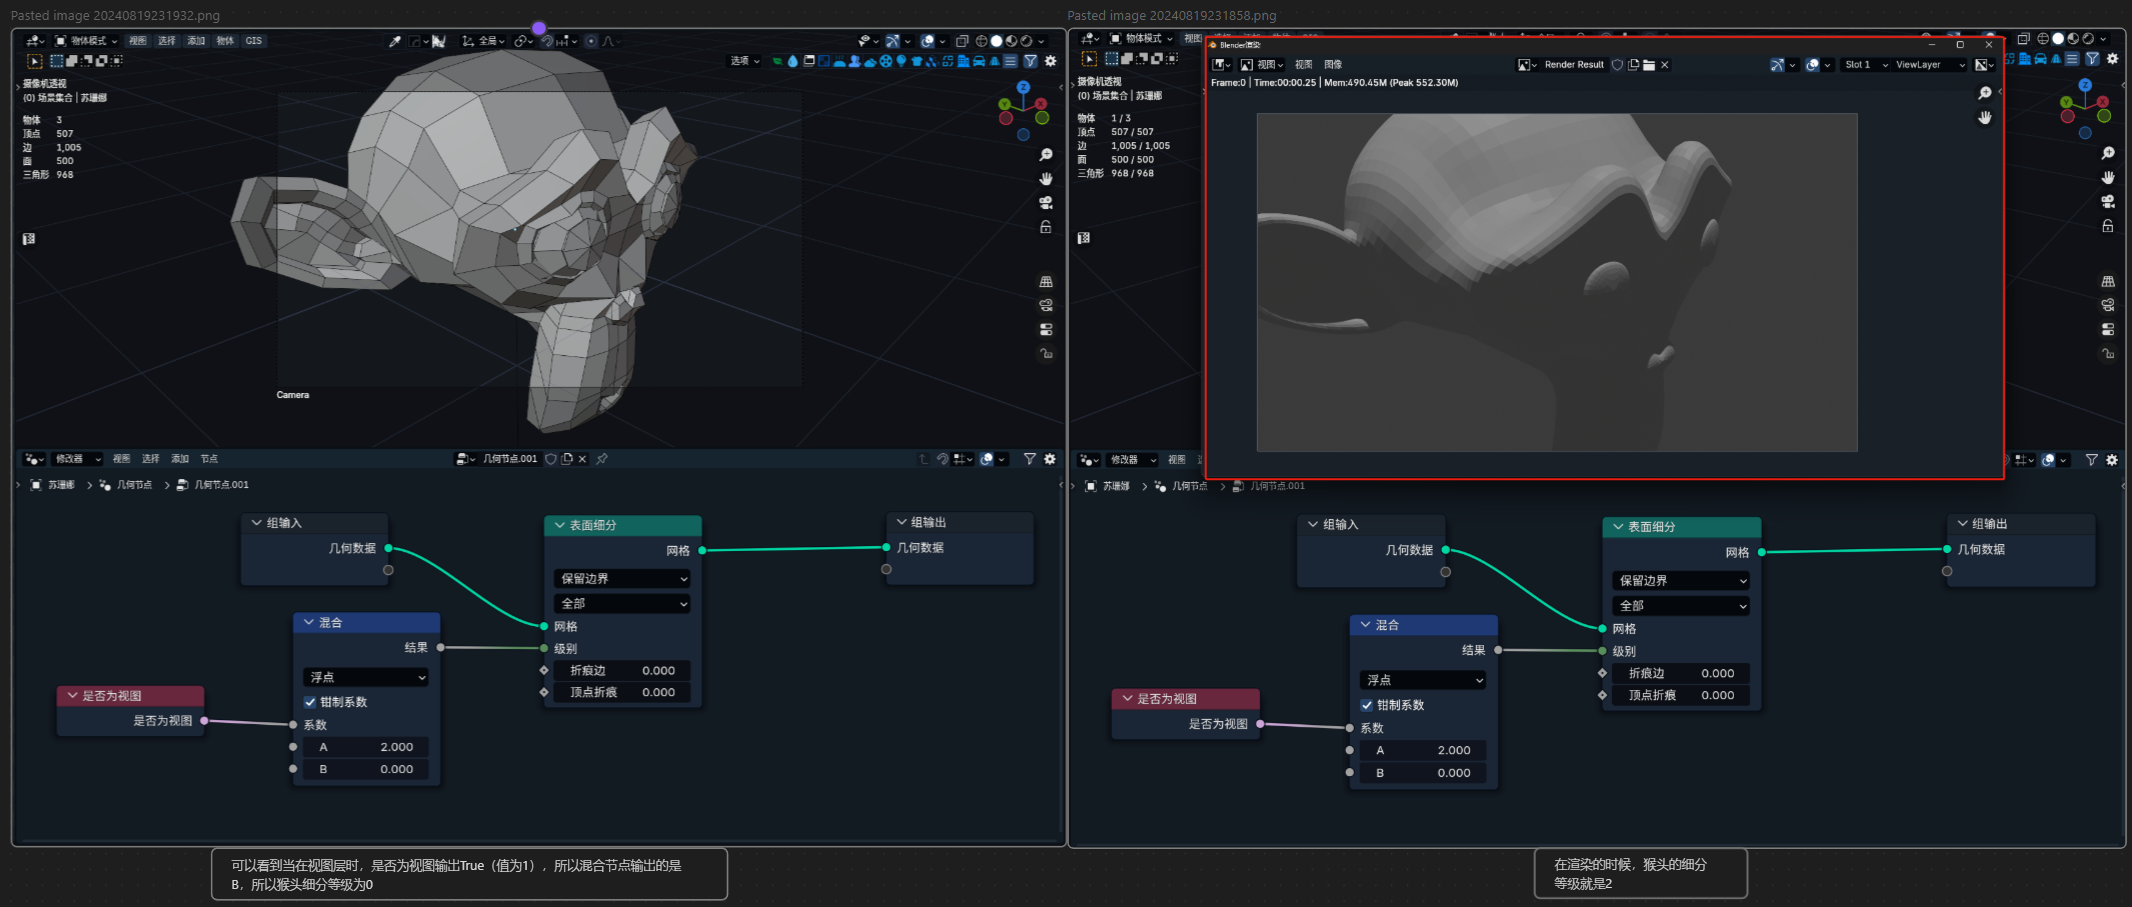 Pasted image 20240819231932.png
物体模式
视图
选择
添加
物体
GIS
全局
选项
摄像机透视
(0) 场景集合 | 苏珊娜
物体 3
顶点 507
边 1,005
面 500
三角形 968
Z
Y
X
Camera
修改器
视图
选择
添加
节点
几何节点.001
苏珊娜
几何节点
几何节点.001
组输入
几何数据
表面细分
网格
保留边界
全部
网格
级别
折痕边 0.000
顶点折痕 0.000
组输出
几何数据
混合
结果
浮点
钳制系数
系数
A 2.000
B 0.000
是否为视图
是否为视图
可以看到当在视图层时，是否为视图输出True（值为1），所以混合节点输出的是
B，所以猴头细分等级为0
Pasted image 20240819231858.png
物体模式
视图
摄像机透视
(0) 场景集合 | 苏珊娜
物体 1 / 3
顶点 507 / 507
边 1,005 / 1,005
面 500 / 500
三角形 968 / 968
Blender渲染
视图
视图
图像
Render Result
Slot 1
ViewLayer
Frame:0 | Time:00:00.25 | Mem:490.45M (Peak 552.30M)
Z
Y
X
修改器
视图
苏珊娜
几何节点
几何节点.001
组输入
几何数据
表面细分
网格
保留边界
全部
网格
级别
折痕边 0.000
顶点折痕 0.000
组输出
几何数据
混合
结果
浮点
钳制系数
系数
A 2.000
B 0.000
是否为视图
是否为视图
在渲染的时候，猴头的细分
等级就是2